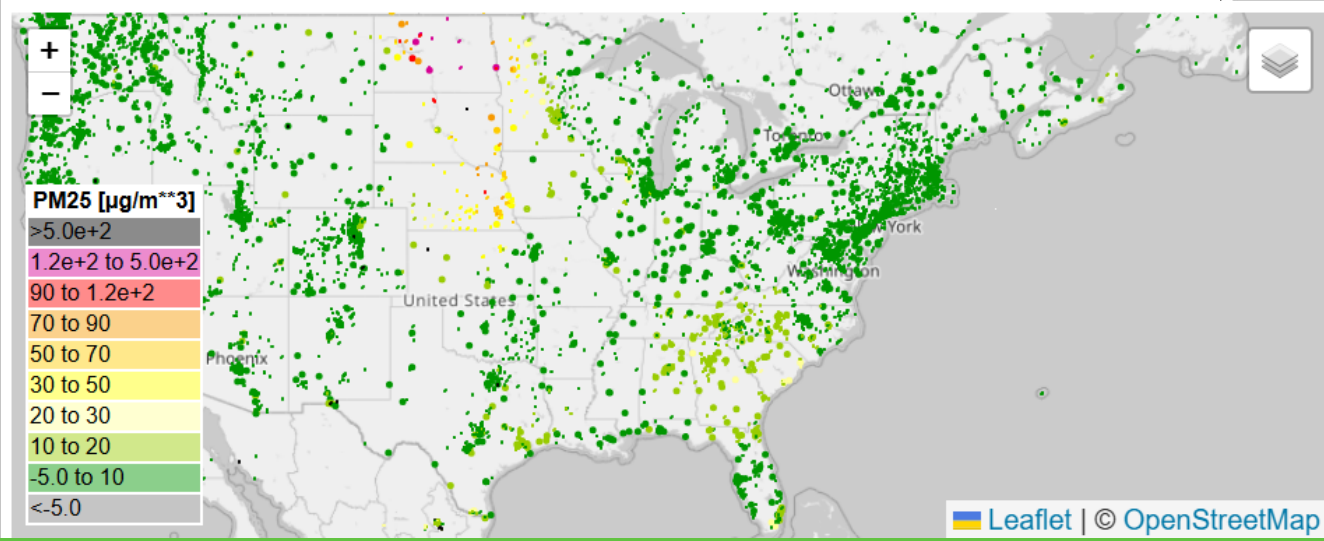 +
−
Ottawa
Toronto
York
Washington
United States
Phoenix
PM25 [µg/m**3]
>5.0e+2
1.2e+2 to 5.0e+2
90 to 1.2e+2
70 to 90
50 to 70
30 to 50
20 to 30
10 to 20
-5.0 to 10
<-5.0
Leaflet | © OpenStreetMap